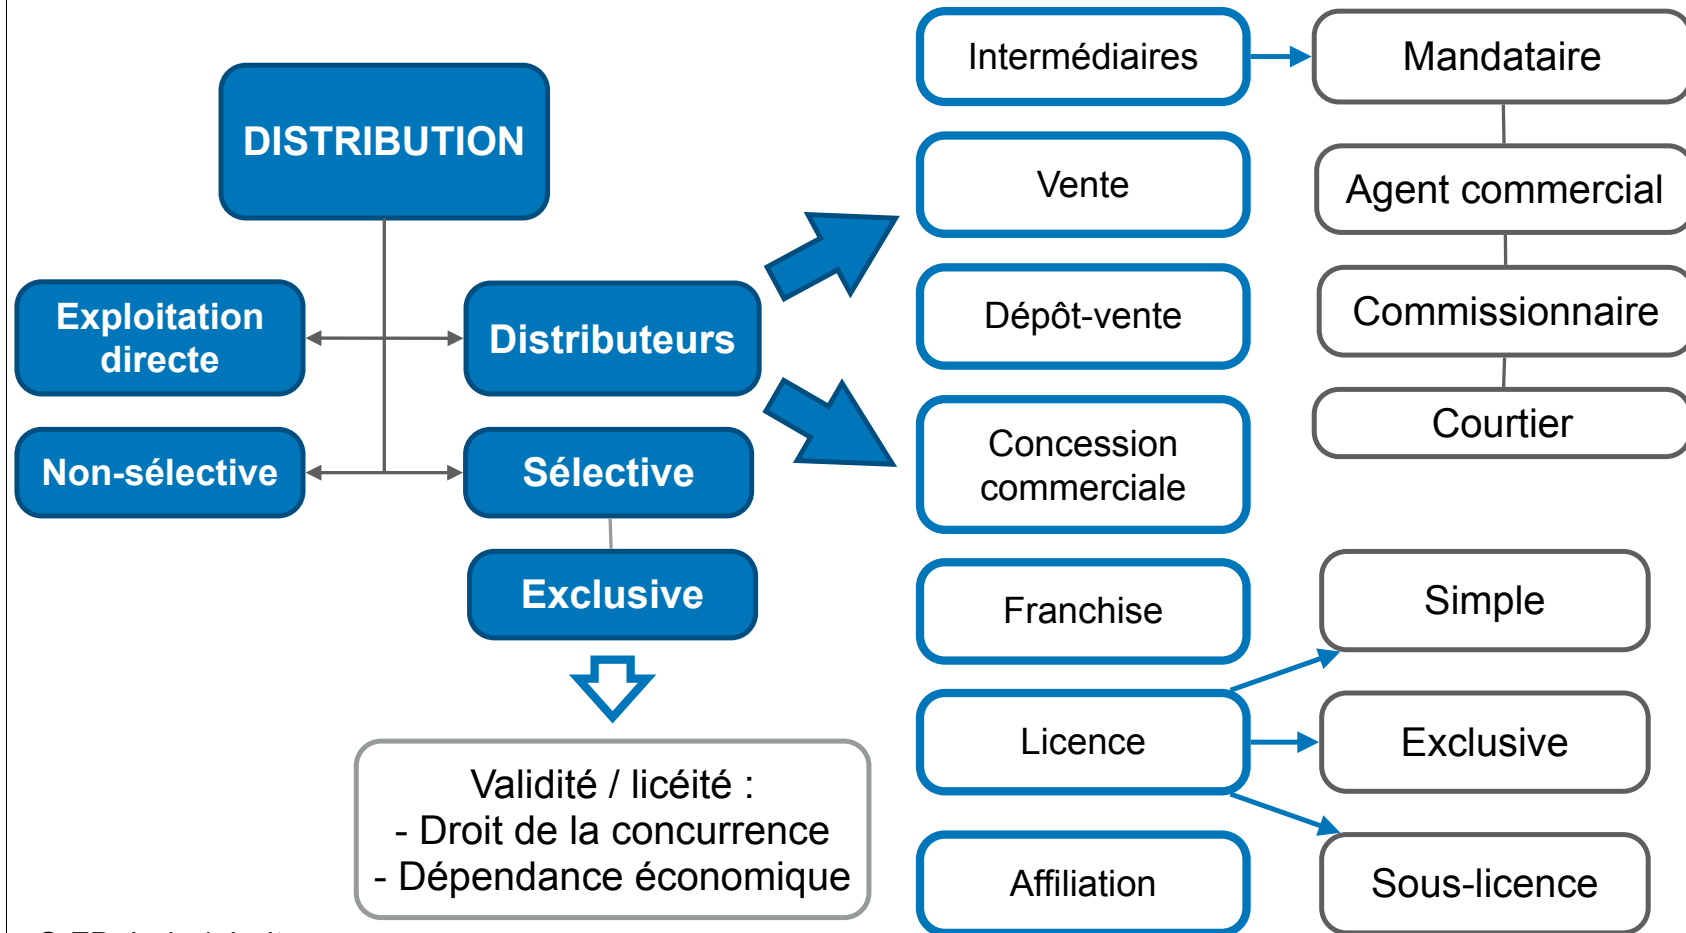 DISTRIBUTION
Exploitation
directe
Distributeurs
Non-sélective
Sélective
Exclusive
Validité / licéité :
- Droit de la concurrence
- Dépendance économique
Intermédiaires
Vente
Dépôt-vente
Concession
commerciale
Franchise
Licence
Affiliation
Mandataire
Agent commercial
Commissionnaire
Courtier
Simple
Exclusive
Sous-licence